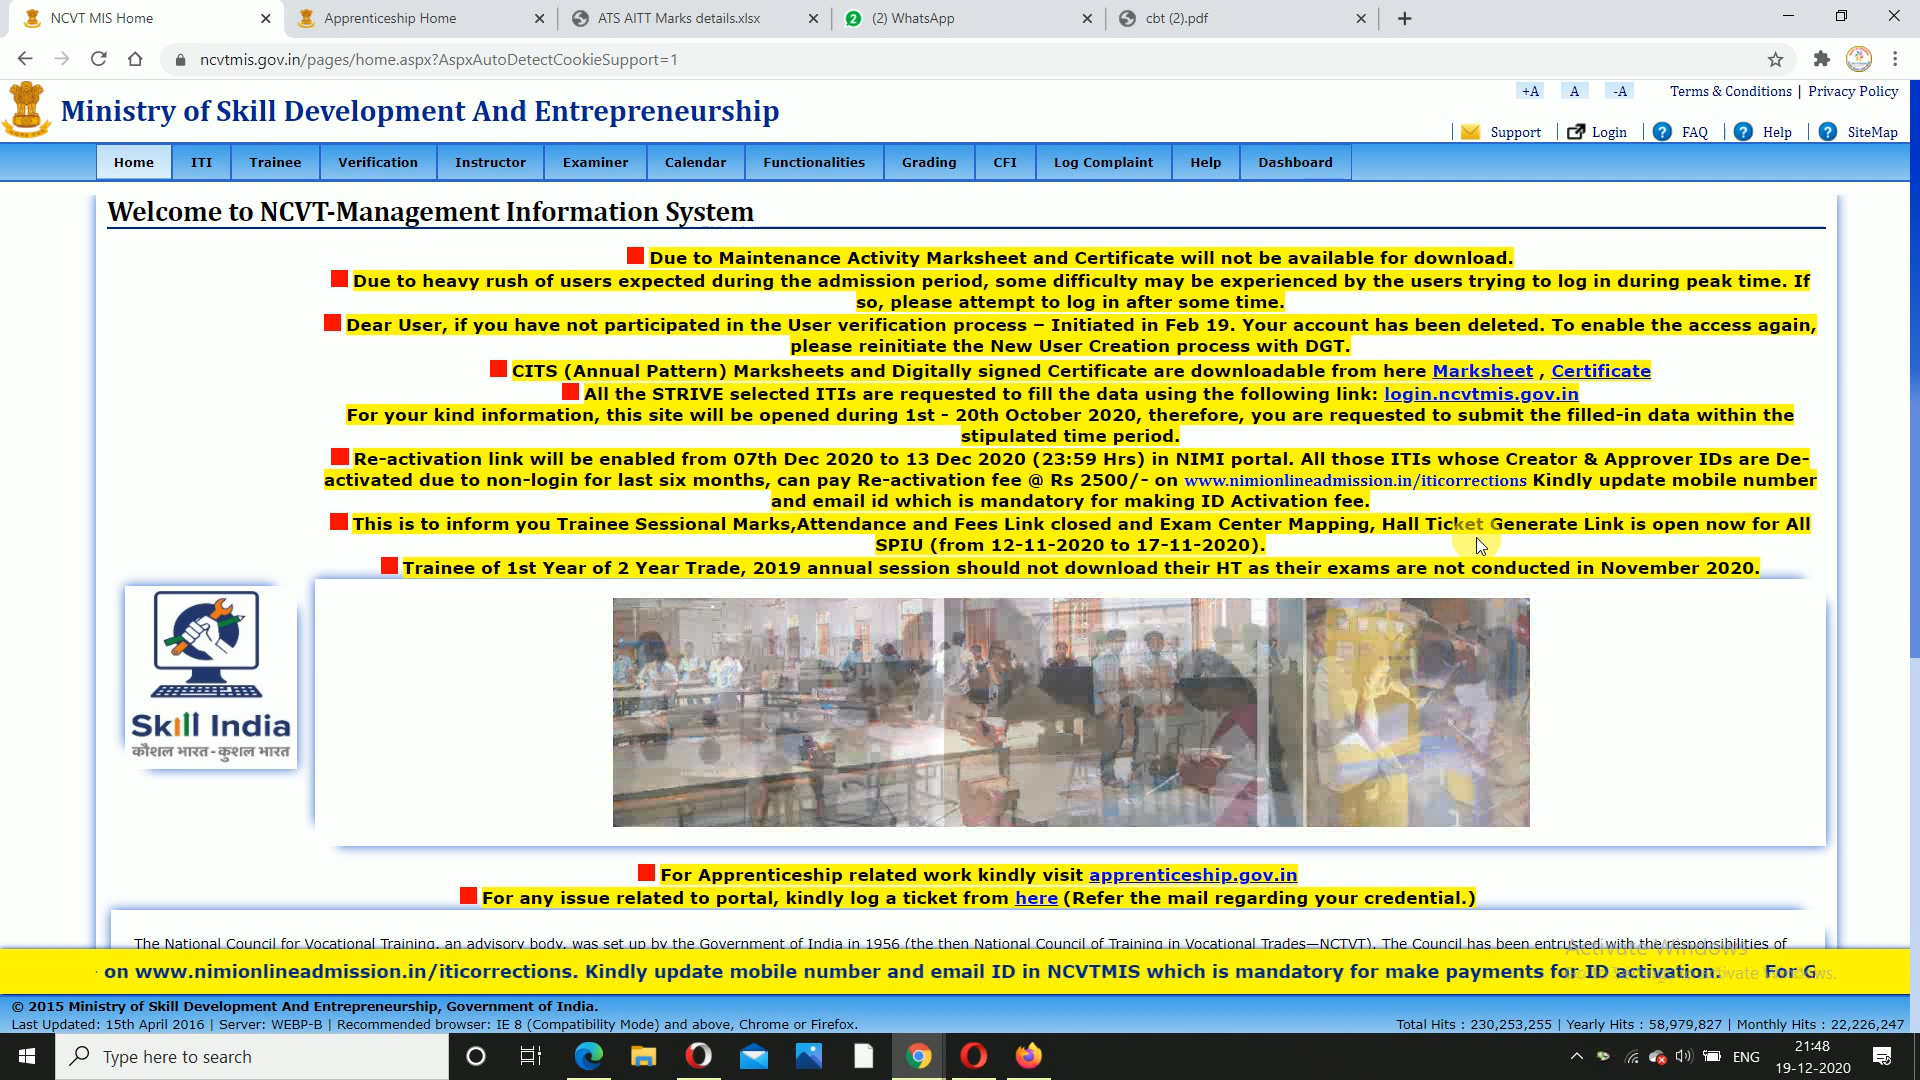 NCVT MIS Home
Apprenticeship Home
ATS AITT Marks details.xlsx
(2) WhatsApp
cbt (2).pdf
ncvtmis.gov.in/pages/home.aspx?AspxAutoDetectCookieSupport=1
+A A -A Terms & Conditions | Privacy Policy
Ministry of Skill Development And Entrepreneurship
Support Login FAQ Help SiteMap
Home ITI Trainee Verification Instructor Examiner Calendar Functionalities Grading CFI Log Complaint Help Dashboard
Welcome to NCVT-Management Information System
Due to Maintenance Activity Marksheet and Certificate will not be available for download.
Due to heavy rush of users expected during the admission period, some difficulty may be experienced by the users trying to log in during peak time. If
so, please attempt to log in after some time.
Dear User, if you have not participated in the User verification process – Initiated in Feb 19. Your account has been deleted. To enable the access again,
please reinitiate the New User Creation process with DGT.
CITS (Annual Pattern) Marksheets and Digitally signed Certificate are downloadable from here Marksheet , Certificate
All the STRIVE selected ITIs are requested to fill the data using the following link: login.ncvtmis.gov.in
For your kind information, this site will be opened during 1st - 20th October 2020, therefore, you are requested to submit the filled-in data within the
stipulated time period.
Re-activation link will be enabled from 07th Dec 2020 to 13 Dec 2020 (23:59 Hrs) in NIMI portal. All those ITIs whose Creator & Approver IDs are De-
activated due to non-login for last six months, can pay Re-activation fee @ Rs 2500/- on www.nimionlineadmission.in/iticorrections Kindly update mobile number
and email id which is mandatory for making ID Activation fee.
This is to inform you Trainee Sessional Marks,Attendance and Fees Link closed and Exam Center Mapping, Hall Ticket Generate Link is open now for All
SPIU (from 12-11-2020 to 17-11-2020).
Trainee of 1st Year of 2 Year Trade, 2019 annual session should not download their HT as their exams are not conducted in November 2020.
Skill India
कौशल भारत - कुशल भारत
For Apprenticeship related work kindly visit apprenticeship.gov.in
For any issue related to portal, kindly log a ticket from here (Refer the mail regarding your credential.)
The National Council for Vocational Training, an advisory body, was set up by the Government of India in 1956 (the then National Council of Training in Vocational Trades—NCTVT). The Council has been entrusted with the responsibilities of
Activate Windows
on www.nimionlineadmission.in/iticorrections. Kindly update mobile number and email ID in NCVTMIS which is mandatory for make payments for ID activation. For G
© 2015 Ministry of Skill Development And Entrepreneurship, Government of India.
Last Updated: 15th April 2016 | Server: WEBP-B | Recommended browser: IE 8 (Compatibility Mode) and above, Chrome or Firefox.
Total Hits : 230,253,255 | Yearly Hits : 58,979,827 | Monthly Hits : 22,226,247
Type here to search
ENG
21:48
19-12-2020